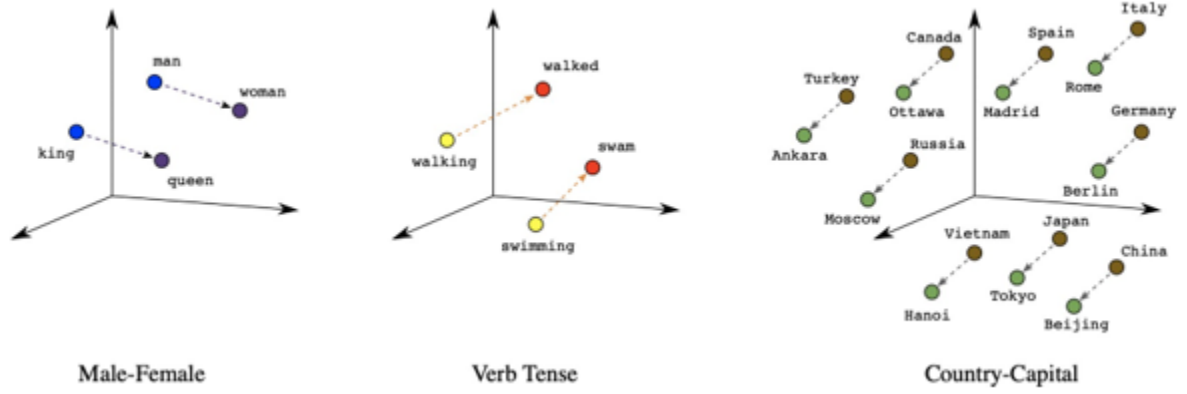 man
woman
king
queen
Male-Female
walked
walking
swam
swimming
Verb Tense
Italy
Spain
Canada
Rome
Turkey
Ottawa
Madrid
Germany
Ankara
Russia
Berlin
Moscow
Japan
Vietnam
China
Tokyo
Hanoi
Beijing
Country-Capital